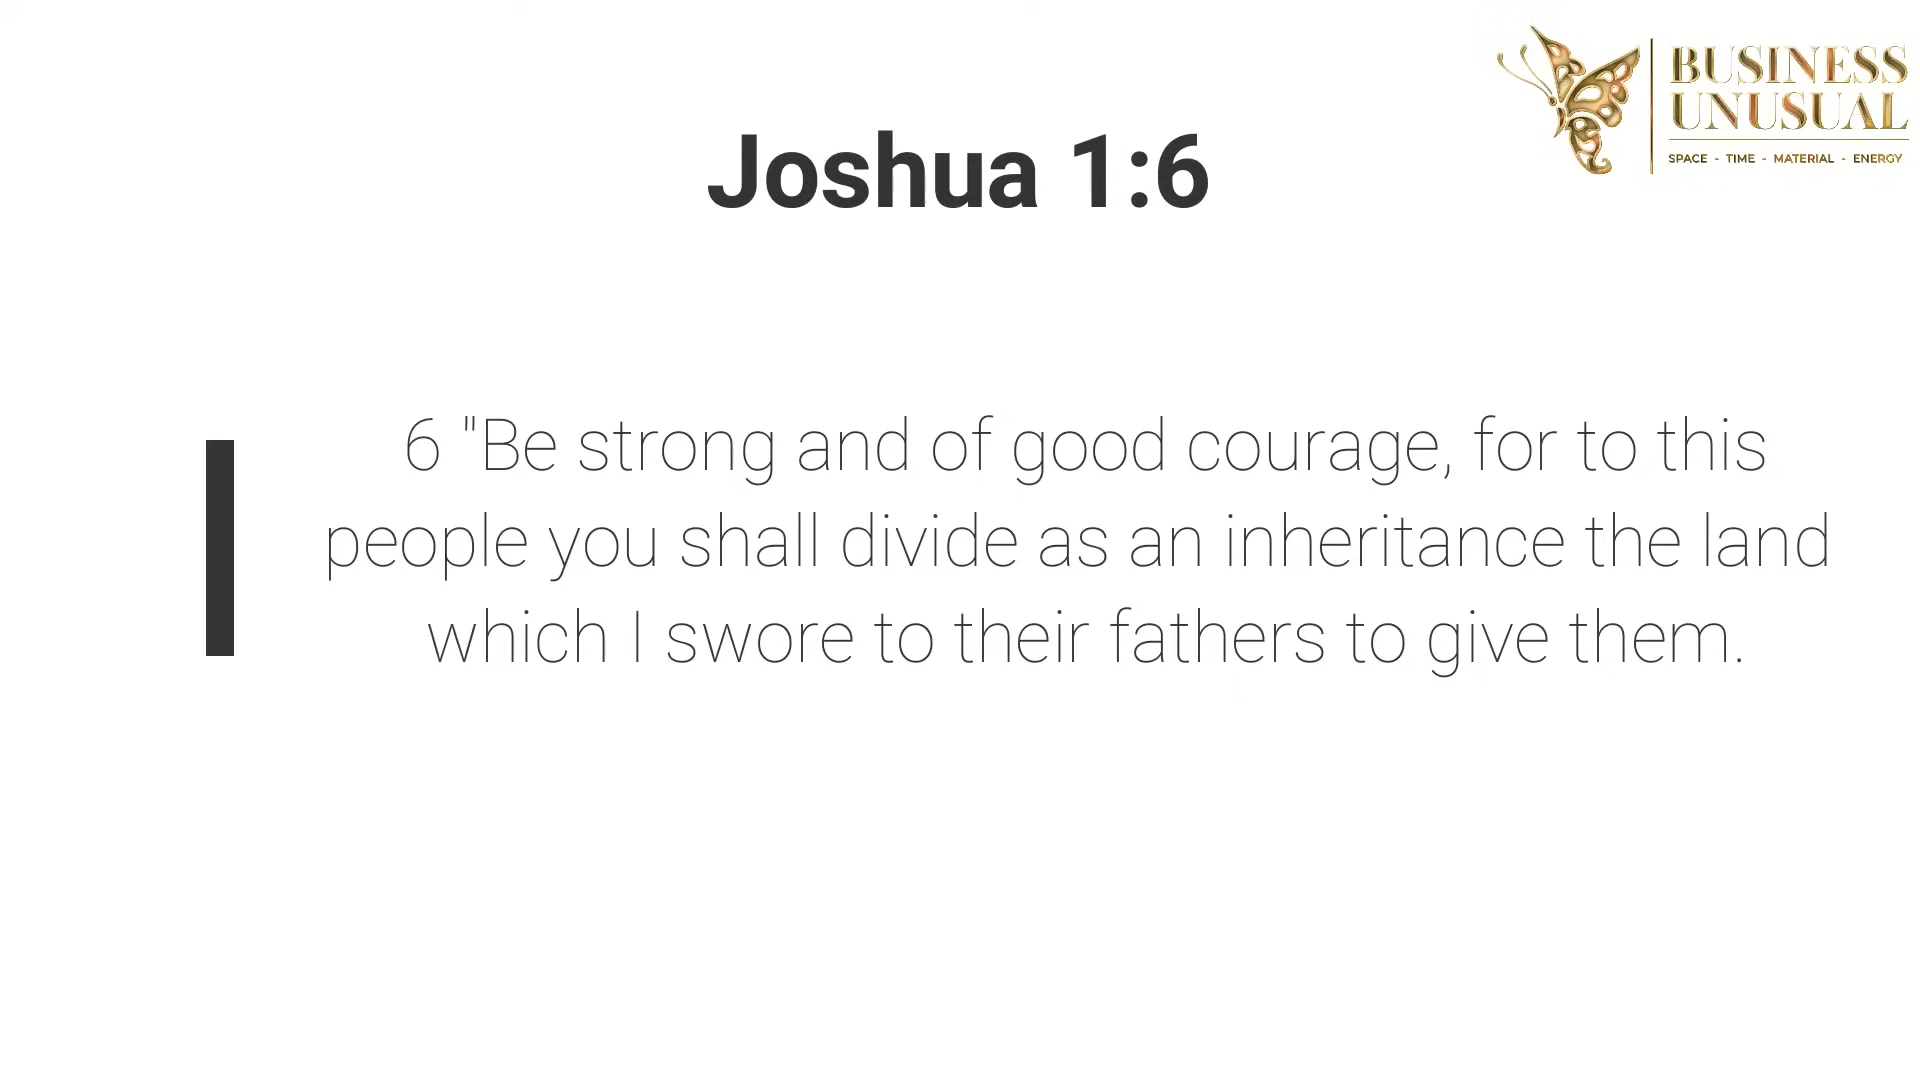 BUSINESS
UNUSUAL
SPACE - TIME - MATERIAL - ENERGY
Joshua 1:6
6 "Be strong and of good courage, for to this
people you shall divide as an inheritance the land
which I swore to their fathers to give them.